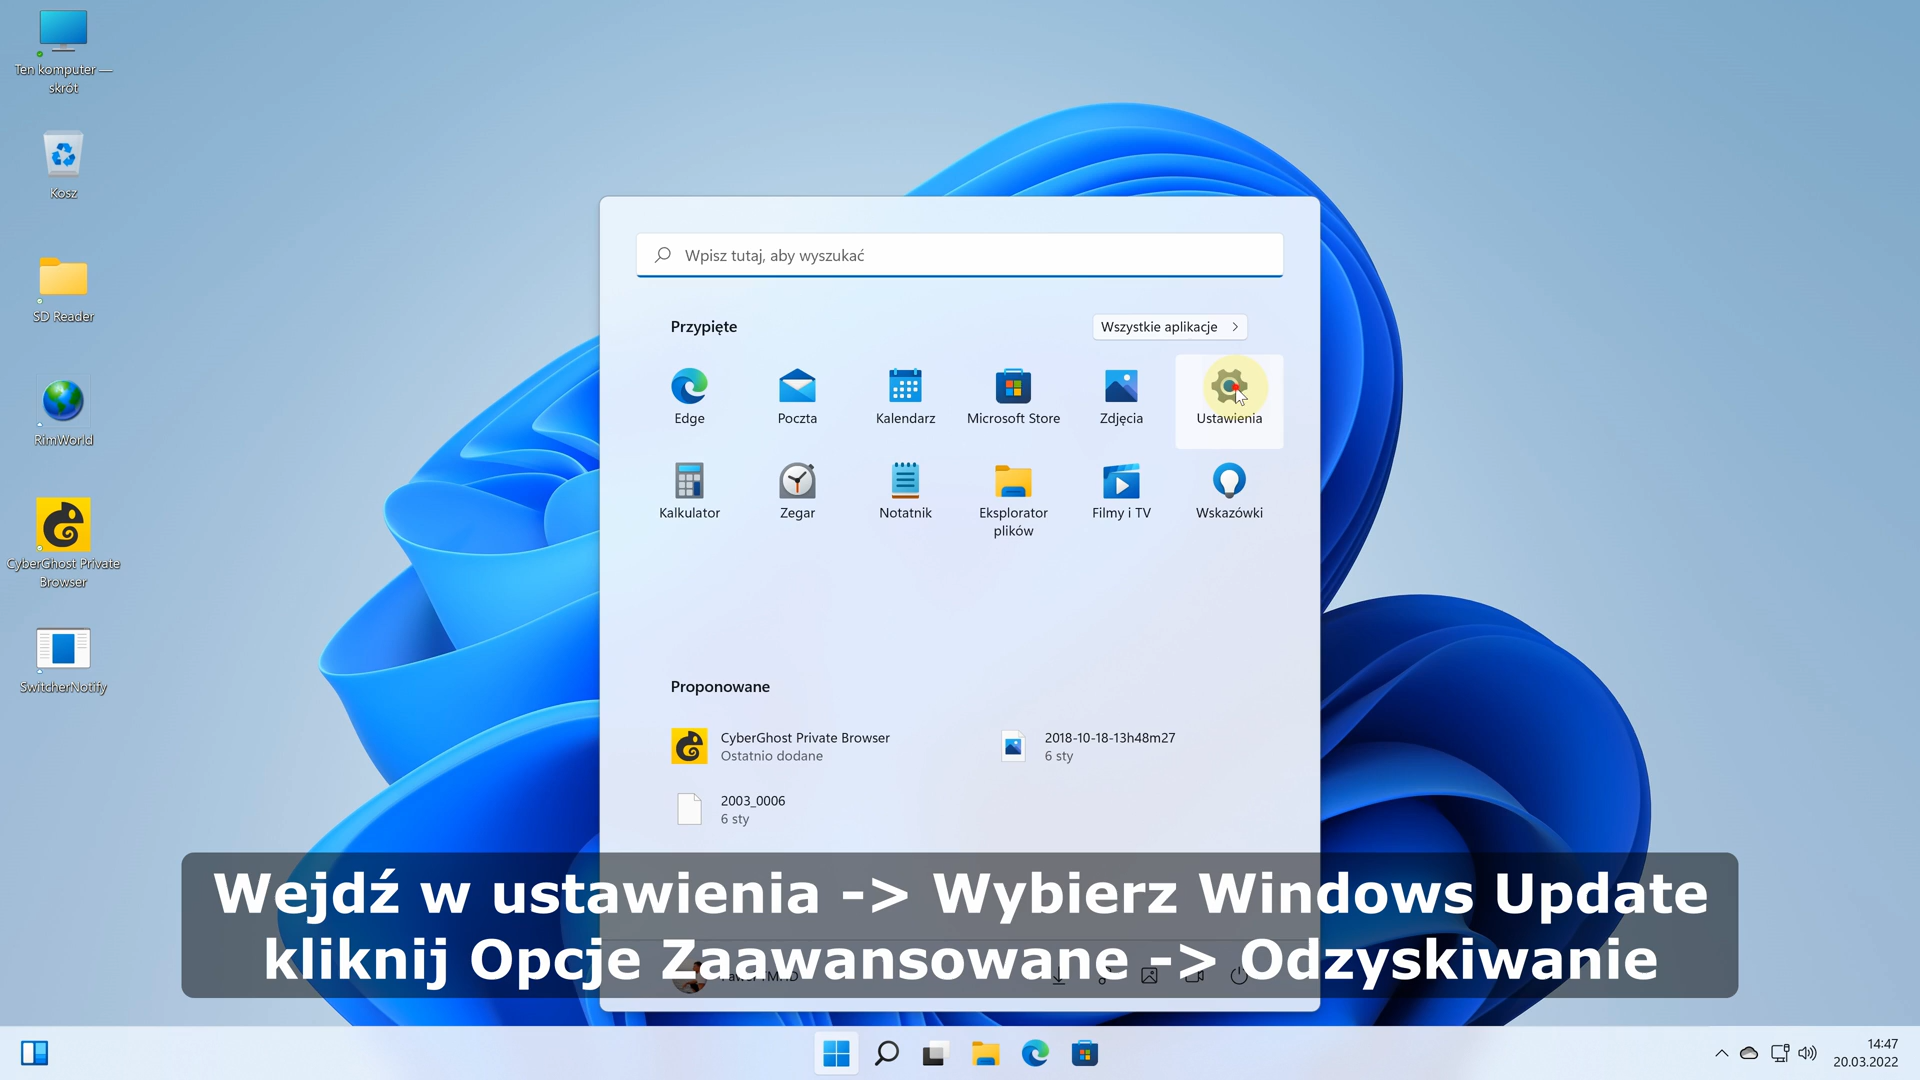 Ten komputer —
skrót
Kosz
SD Reader
RimWorld
CyberGhost Private
Browser
SwitcherNotify
Wpisz tutaj, aby wyszukać
Przypięte
Wszystkie aplikacje
Edge
Poczta
Kalendarz
Microsoft Store
Zdjęcia
Ustawienia
Kalkulator
Zegar
Notatnik
Eksplorator
plików
Filmy i TV
Wskazówki
Proponowane
CyberGhost Private Browser
Ostatnio dodane
2018-10-18-13h48m27
6 sty
2003_0006
6 sty
Wejdź w ustawienia -> Wybierz Windows Update
kliknij Opcje Zaawansowane -> Odzyskiwanie
14:47
20.03.2022